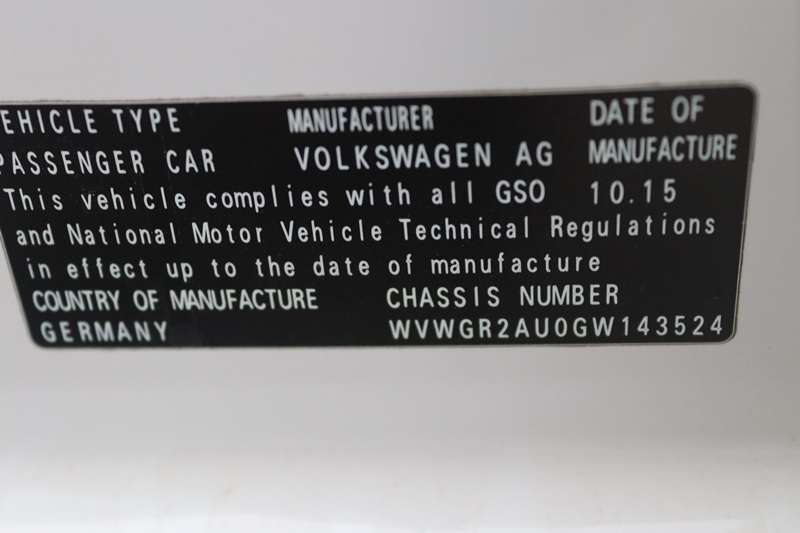 EHICLE TYPE MANUFACTURER DATE OF
PASSENGER CAR VOLKSWAGEN AG MANUFACTURE
This vehicle complies with all GSO 10.15
and National Motor Vehicle Technical Regulations
in effect up to the date of manufacture
COUNTRY OF MANUFACTURE CHASSIS NUMBER
GERMANY WVWGR2AU0GW143524